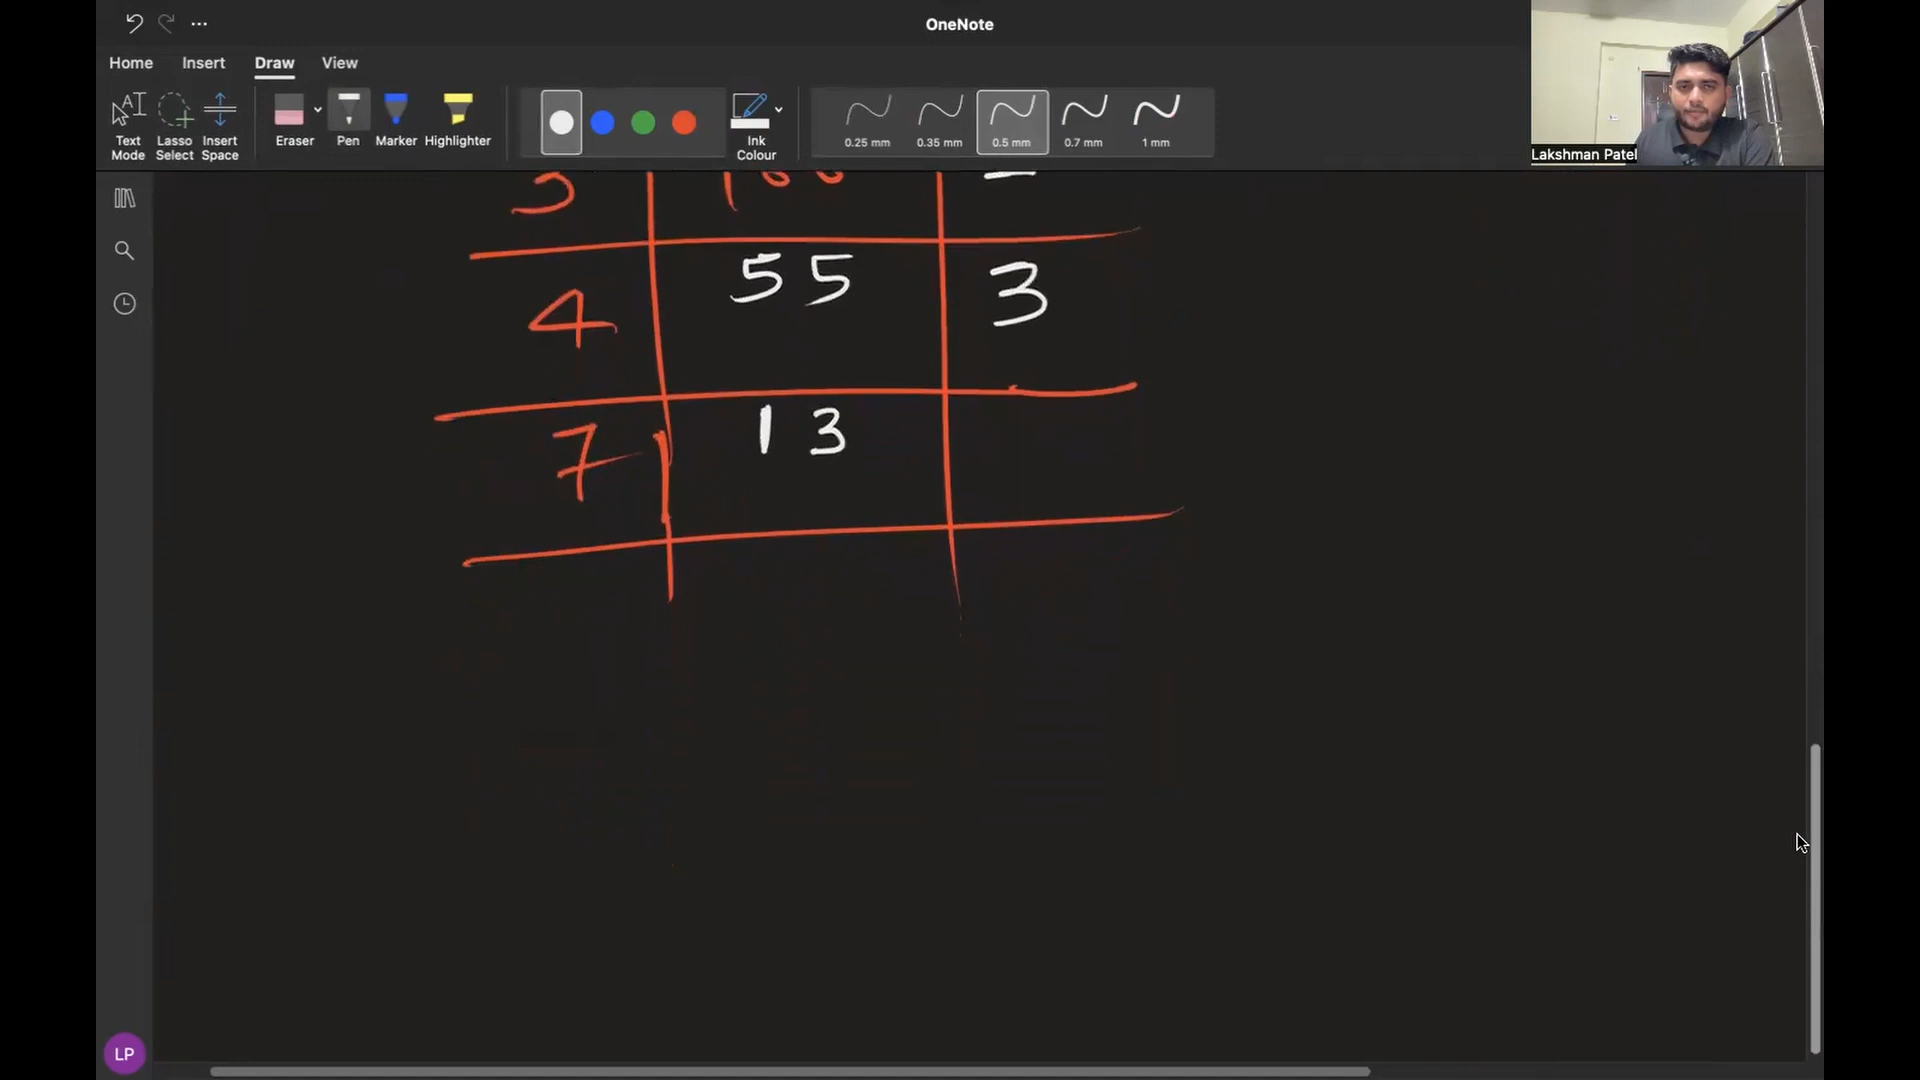 OneNote
Home Insert Draw View
Text Mode
Lasso Select
Insert Space
Eraser
Pen
Marker
Highlighter
Ink Colour
0.25 mm
0.35 mm
0.5 mm
0.7 mm
1 mm
Lakshman Patel
4 55 3
7 13
LP